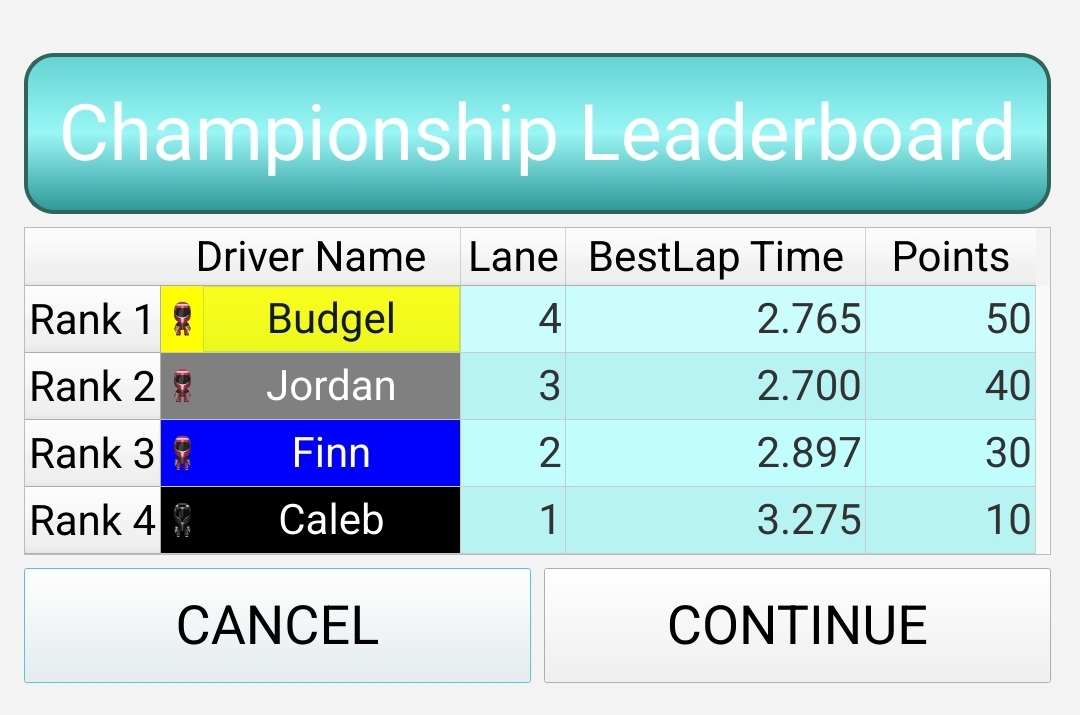 Championship Leaderboard
Driver Name Lane BestLap Time Points
Rank 1 Budgel 4 2.765 50
Rank 2 Jordan 3 2.700 40
Rank 3 Finn 2 2.897 30
Rank 4 Caleb 1 3.275 10
CANCEL CONTINUE